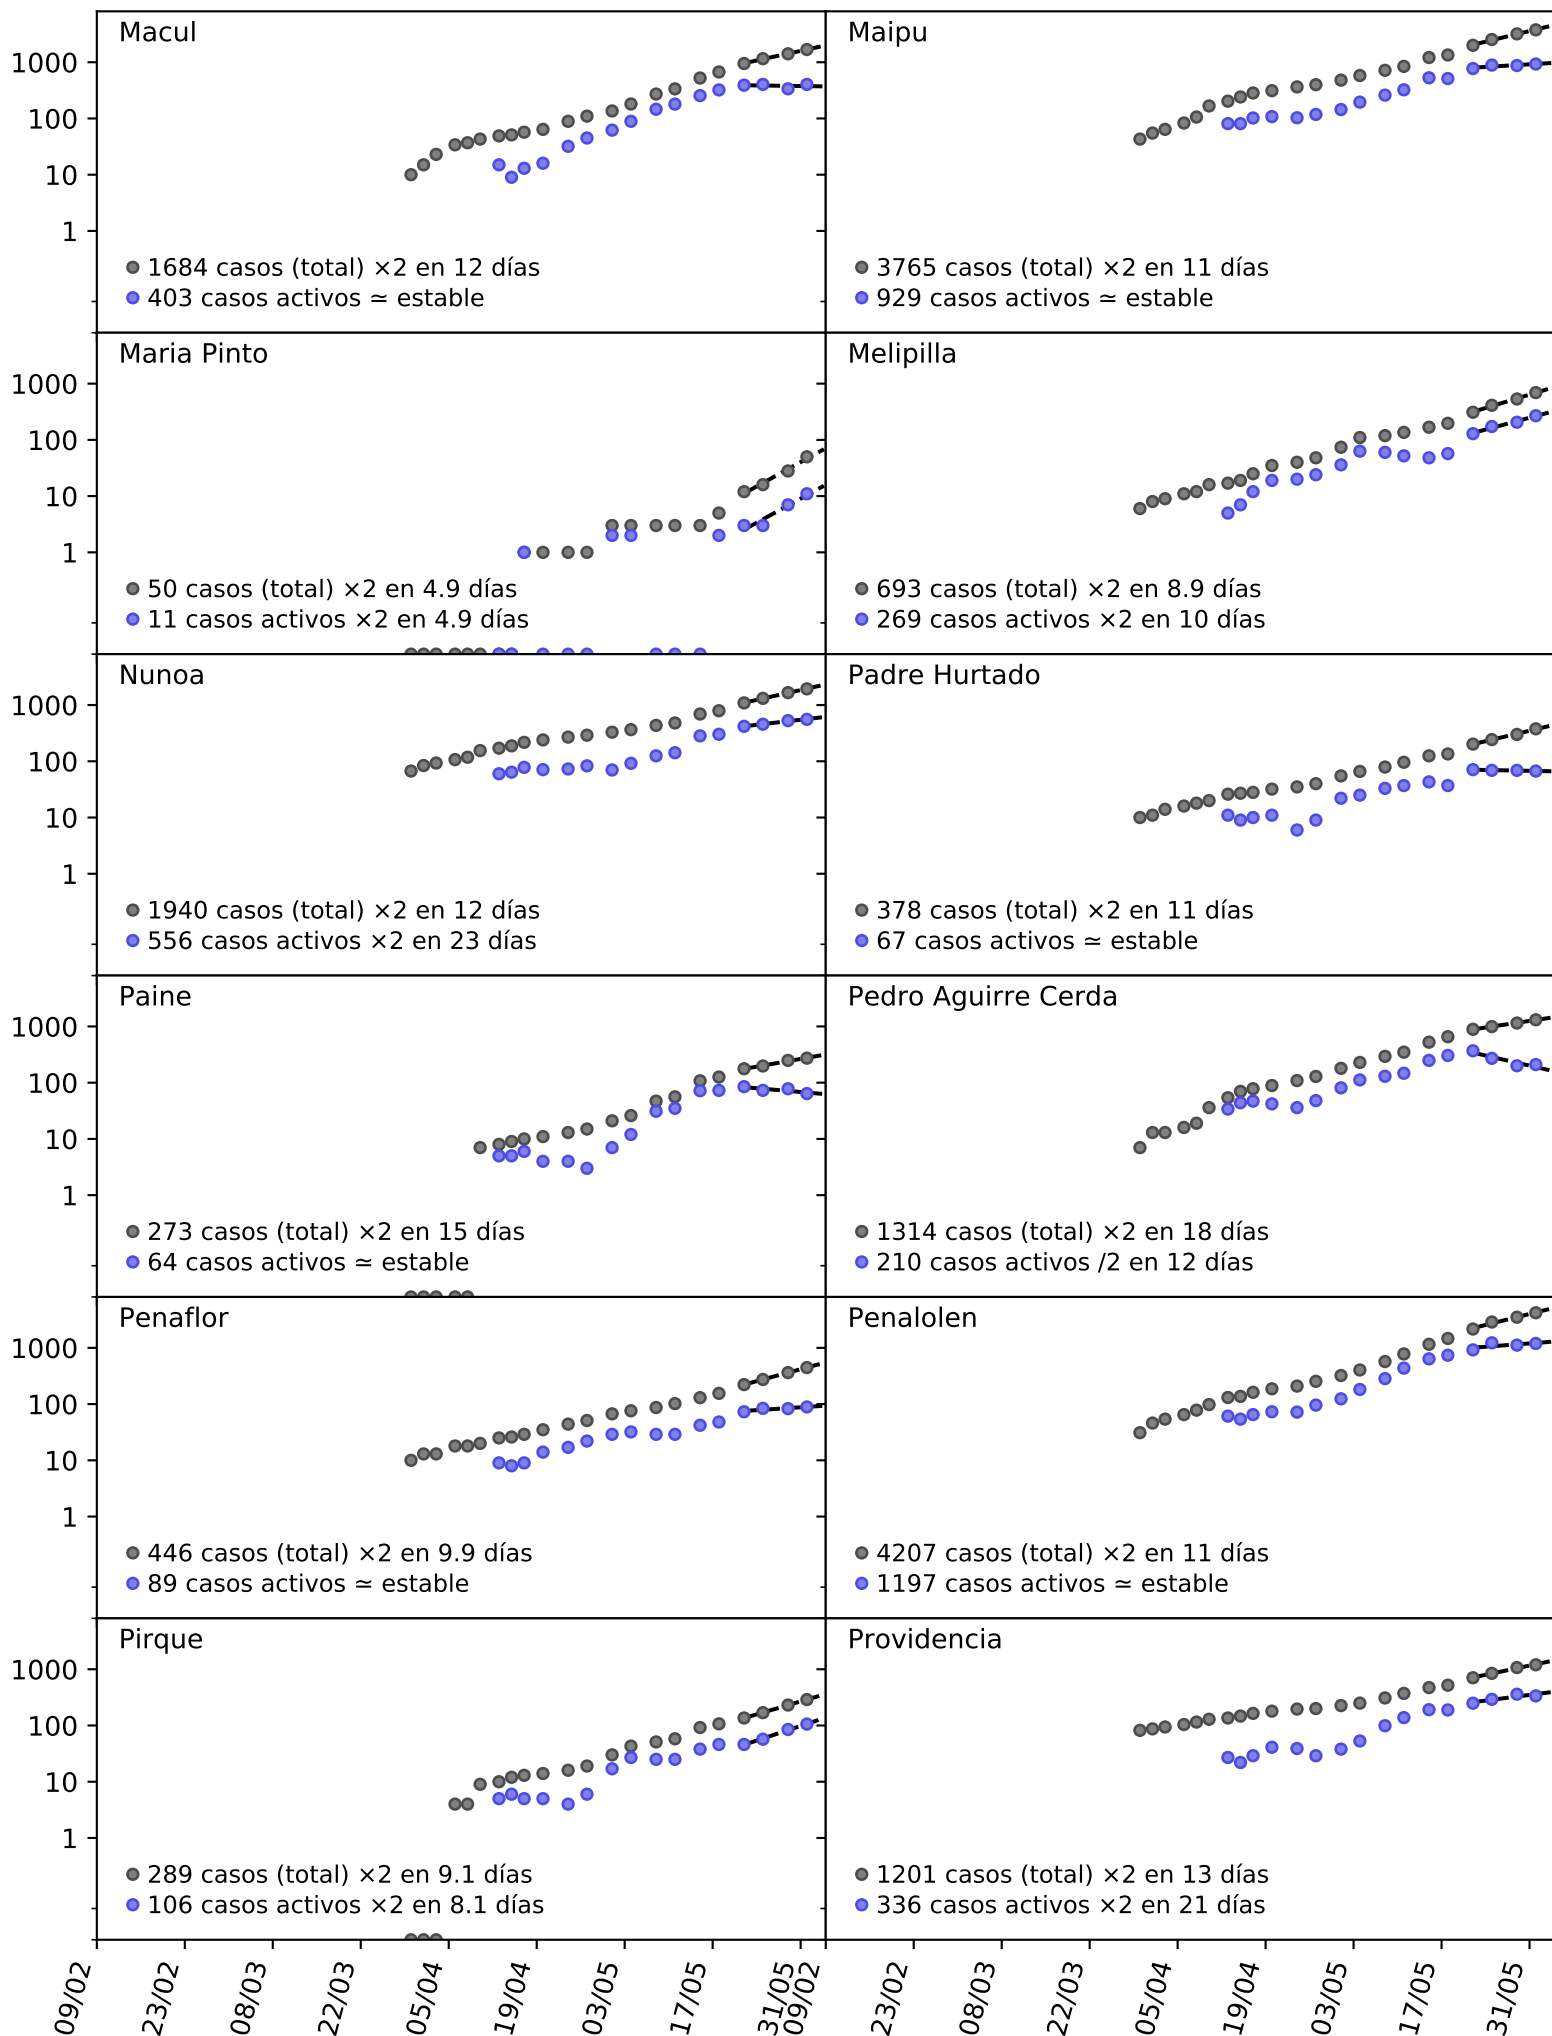 Macul
Maipu
1000
100
10
1
1684 casos (total) ×2 en 12 días
403 casos activos ≃ estable
3765 casos (total) ×2 en 11 días
929 casos activos ≃ estable
Maria Pinto
Melipilla
1000
100
10
1
50 casos (total) ×2 en 4.9 días
11 casos activos ×2 en 4.9 días
693 casos (total) ×2 en 8.9 días
269 casos activos ×2 en 10 días
Nunoa
Padre Hurtado
1000
100
10
1
1940 casos (total) ×2 en 12 días
556 casos activos ×2 en 23 días
378 casos (total) ×2 en 11 días
67 casos activos ≃ estable
Paine
Pedro Aguirre Cerda
1000
100
10
1
273 casos (total) ×2 en 15 días
64 casos activos ≃ estable
1314 casos (total) ×2 en 18 días
210 casos activos /2 en 12 días
Penaflor
Penalolen
1000
100
10
1
446 casos (total) ×2 en 9.9 días
89 casos activos ≃ estable
4207 casos (total) ×2 en 11 días
1197 casos activos ≃ estable
Pirque
Providencia
1000
100
10
1
289 casos (total) ×2 en 9.1 días
106 casos activos ×2 en 8.1 días
1201 casos (total) ×2 en 13 días
336 casos activos ×2 en 21 días
09/02
23/02
08/03
22/03
05/04
19/04
03/05
17/05
31/05
09/02
23/02
08/03
22/03
05/04
19/04
03/05
17/05
31/05